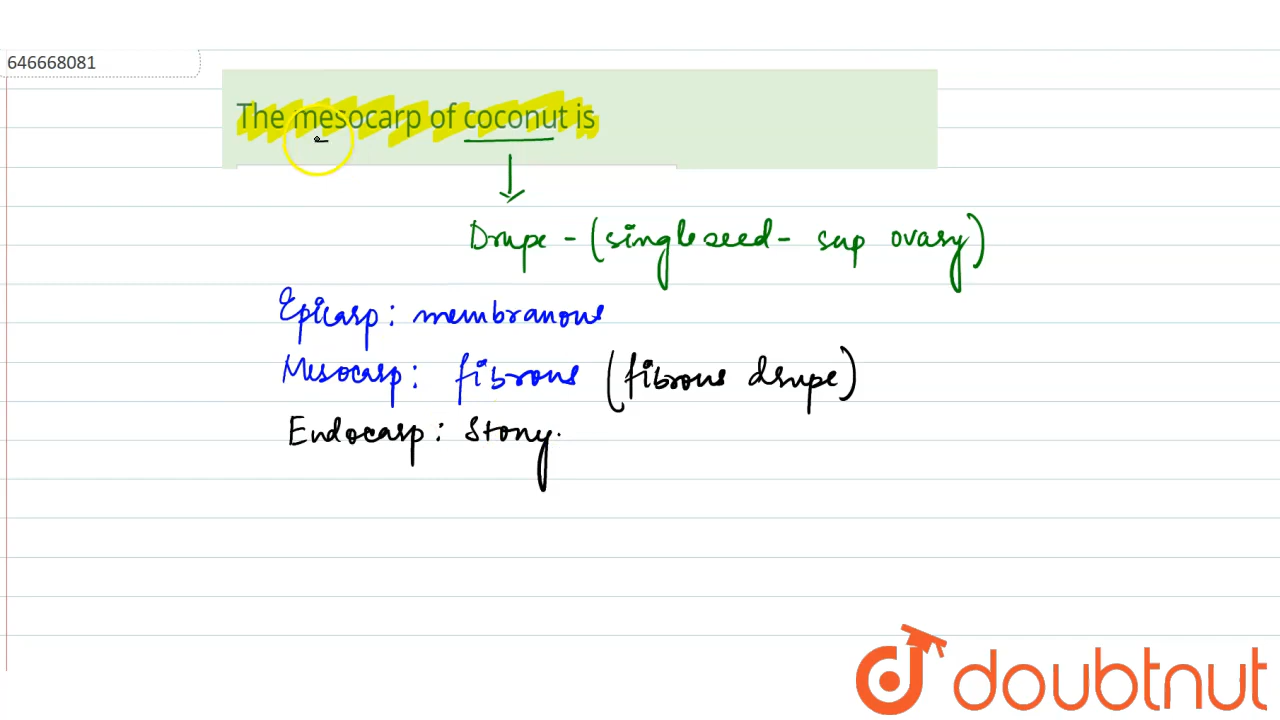 646668081
The mesocarp of coconut is
Drupe - (single seed - sup ovary)
Epicarp : membranous
Mesocarp : fibrous (fibrous drupe)
Endocarp : Stony.
doubtnut